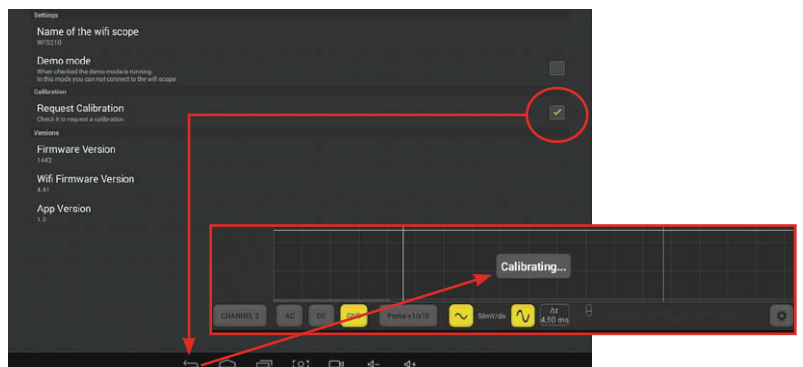 Settings
Name of the wifi scope
WFS210
Demo mode
When checked the demo mode is running.
In this mode you can not connect to the wifi scope
Calibration
Request Calibration
Check it to request a calibration
Versions
Firmware Version
1443
Wifi Firmware Version
4.41
App Version
1.0
Calibrating...
CHANNEL 2 AC DC GND Probe x1/x10 50mV/div Δt
4,50 ms